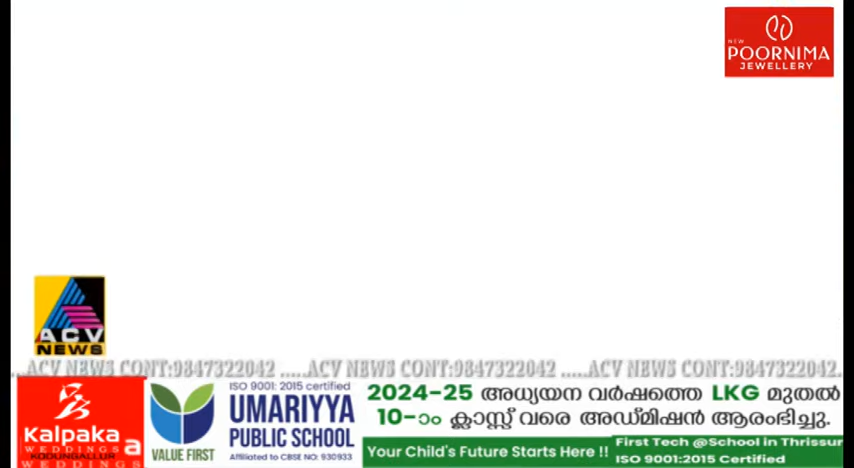 NEW
POORNIMA
JEWELLERY
ACV
NEWS
...ACV NEWS CONT:9847322042 .....ACV NEWS CONT:9847322042 .....ACV NEWS CONT:9847322042.
Kalpaka
WEDDINGS
KODUNGALLUR
a
WEDDINGS
VALUE FIRST
ISO 9001: 2015 certified
UMARIYYA
PUBLIC SCHOOL
Affiliated to CBSE NO: 930933
2024-25 അധ്യയന വർഷത്തെ LKG മുതൽ
10-ാം ക്ലാസ്സ് വരെ അഡ്മിഷൻ ആരംഭിച്ചു.
Your Child's Future Starts Here !!
First Tech @School in Thrissur
ISO 9001:2015 Certified